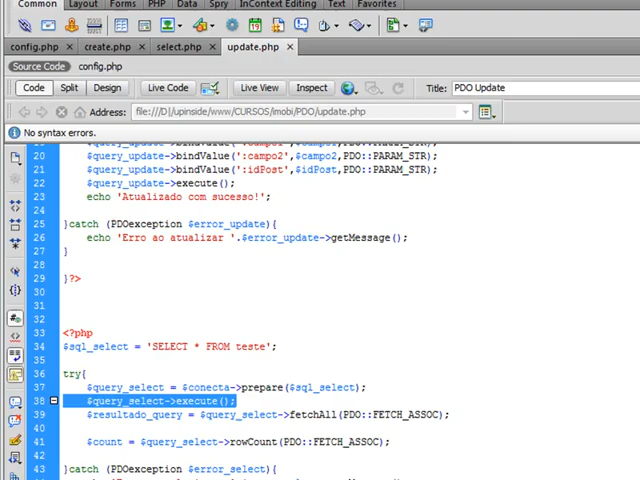 Common Layout Forms PHP Data Spry InContext Editing Text Favorites
config.php × create.php × select.php × update.php ×
Source Code config.php
Code Split Design Live Code Live View Inspect Title: PDO Update
Address: file:///D|/upinside/www/CURSOS/imobi/PDO/update.php
No syntax errors.
20 $query_update->bindValue(':campo2',$campo2,PDO::PARAM_STR);
21 $query_update->bindValue(':idPost',$idPost,PDO::PARAM_STR);
22 $query_update->execute();
23 echo 'Atualizado com sucesso!';
24
25 }catch (PDOexception $error_update){
26 echo 'Erro ao atualizar '.$error_update->getMessage();
27 }
28
29 }?>
30
31
32
33 <?php
34 $sql_select = 'SELECT * FROM teste';
35
36 try{
37 $query_select = $conecta->prepare($sql_select);
38 $query_select->execute();
39 $resultado_query = $query_select->fetchAll(PDO::FETCH_ASSOC);
40
41 $count = $query_select->rowCount(PDO::FETCH_ASSOC);
42
43 }catch (PDOexception $error_select){